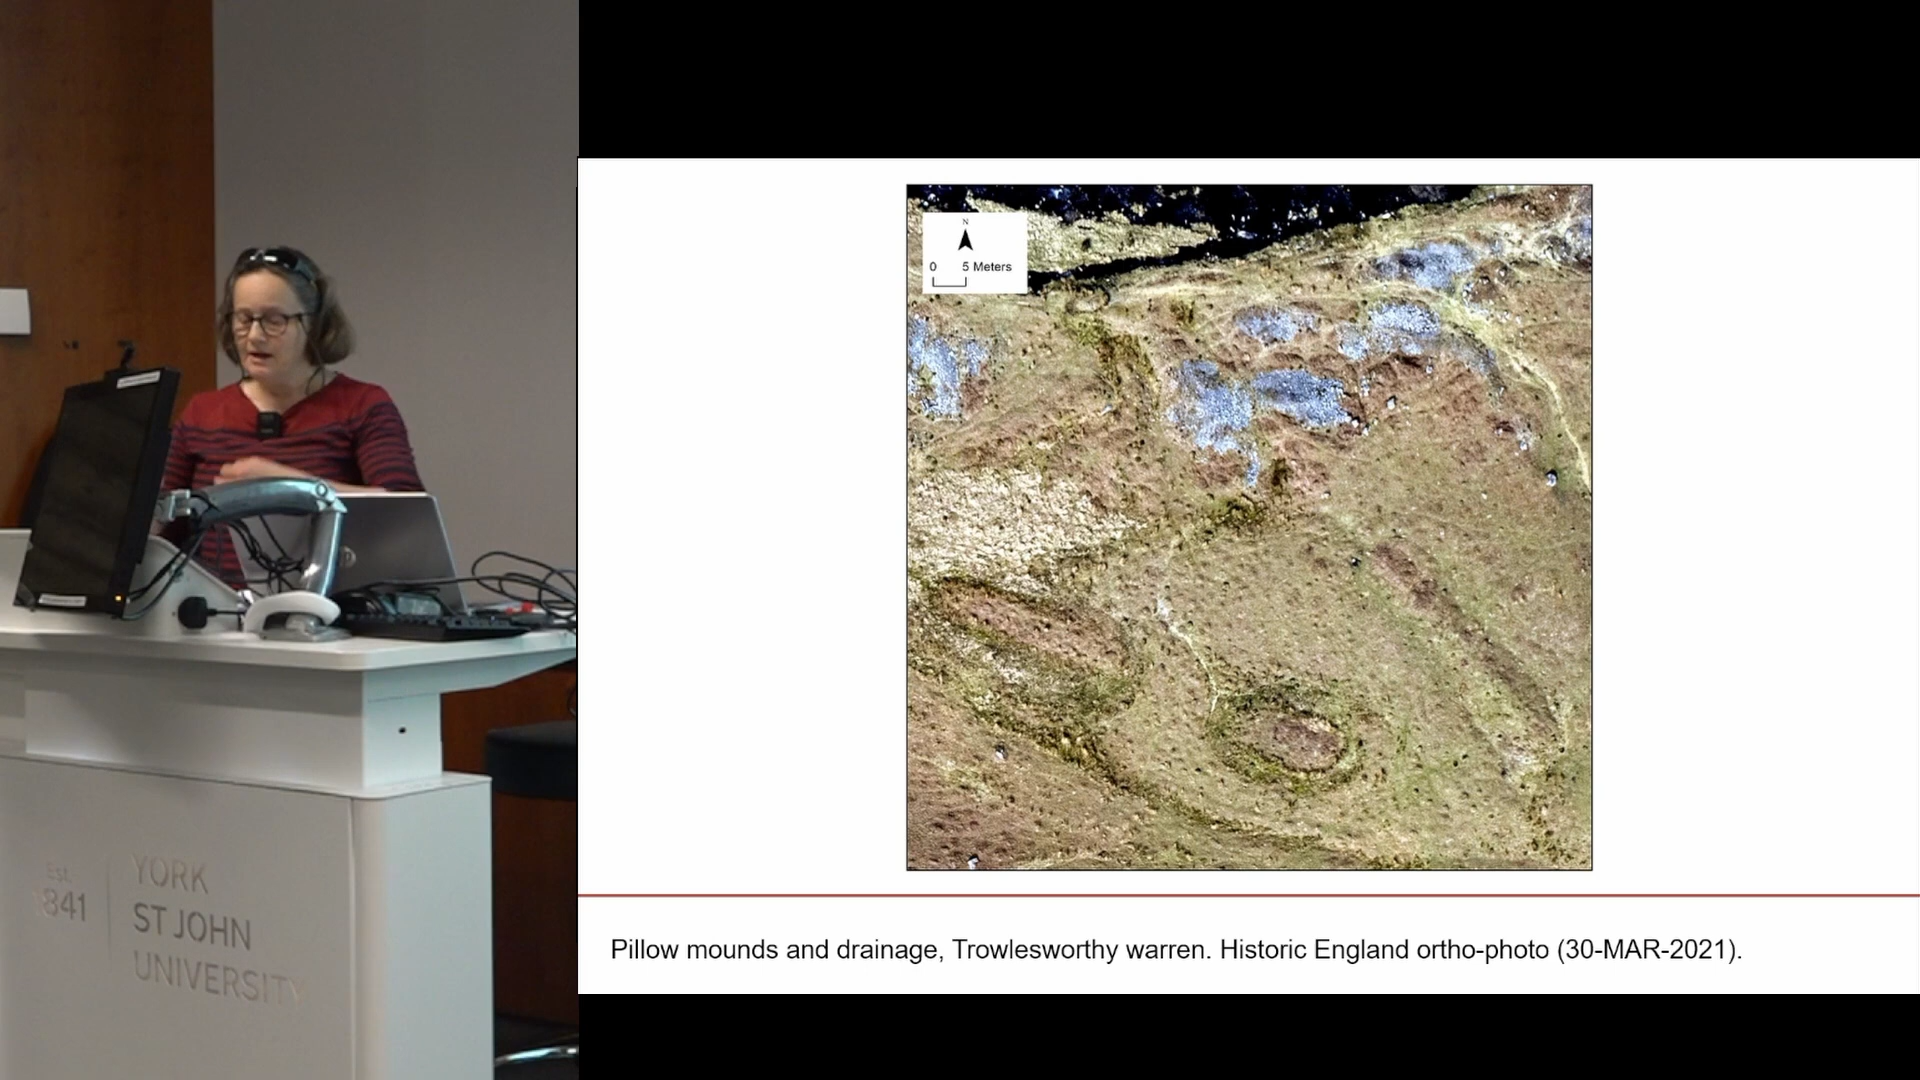 N
0 5 Meters
Est.
841
YORK
ST JOHN
UNIVERSITY
Pillow mounds and drainage, Trowlesworthy warren. Historic England ortho-photo (30-MAR-2021).